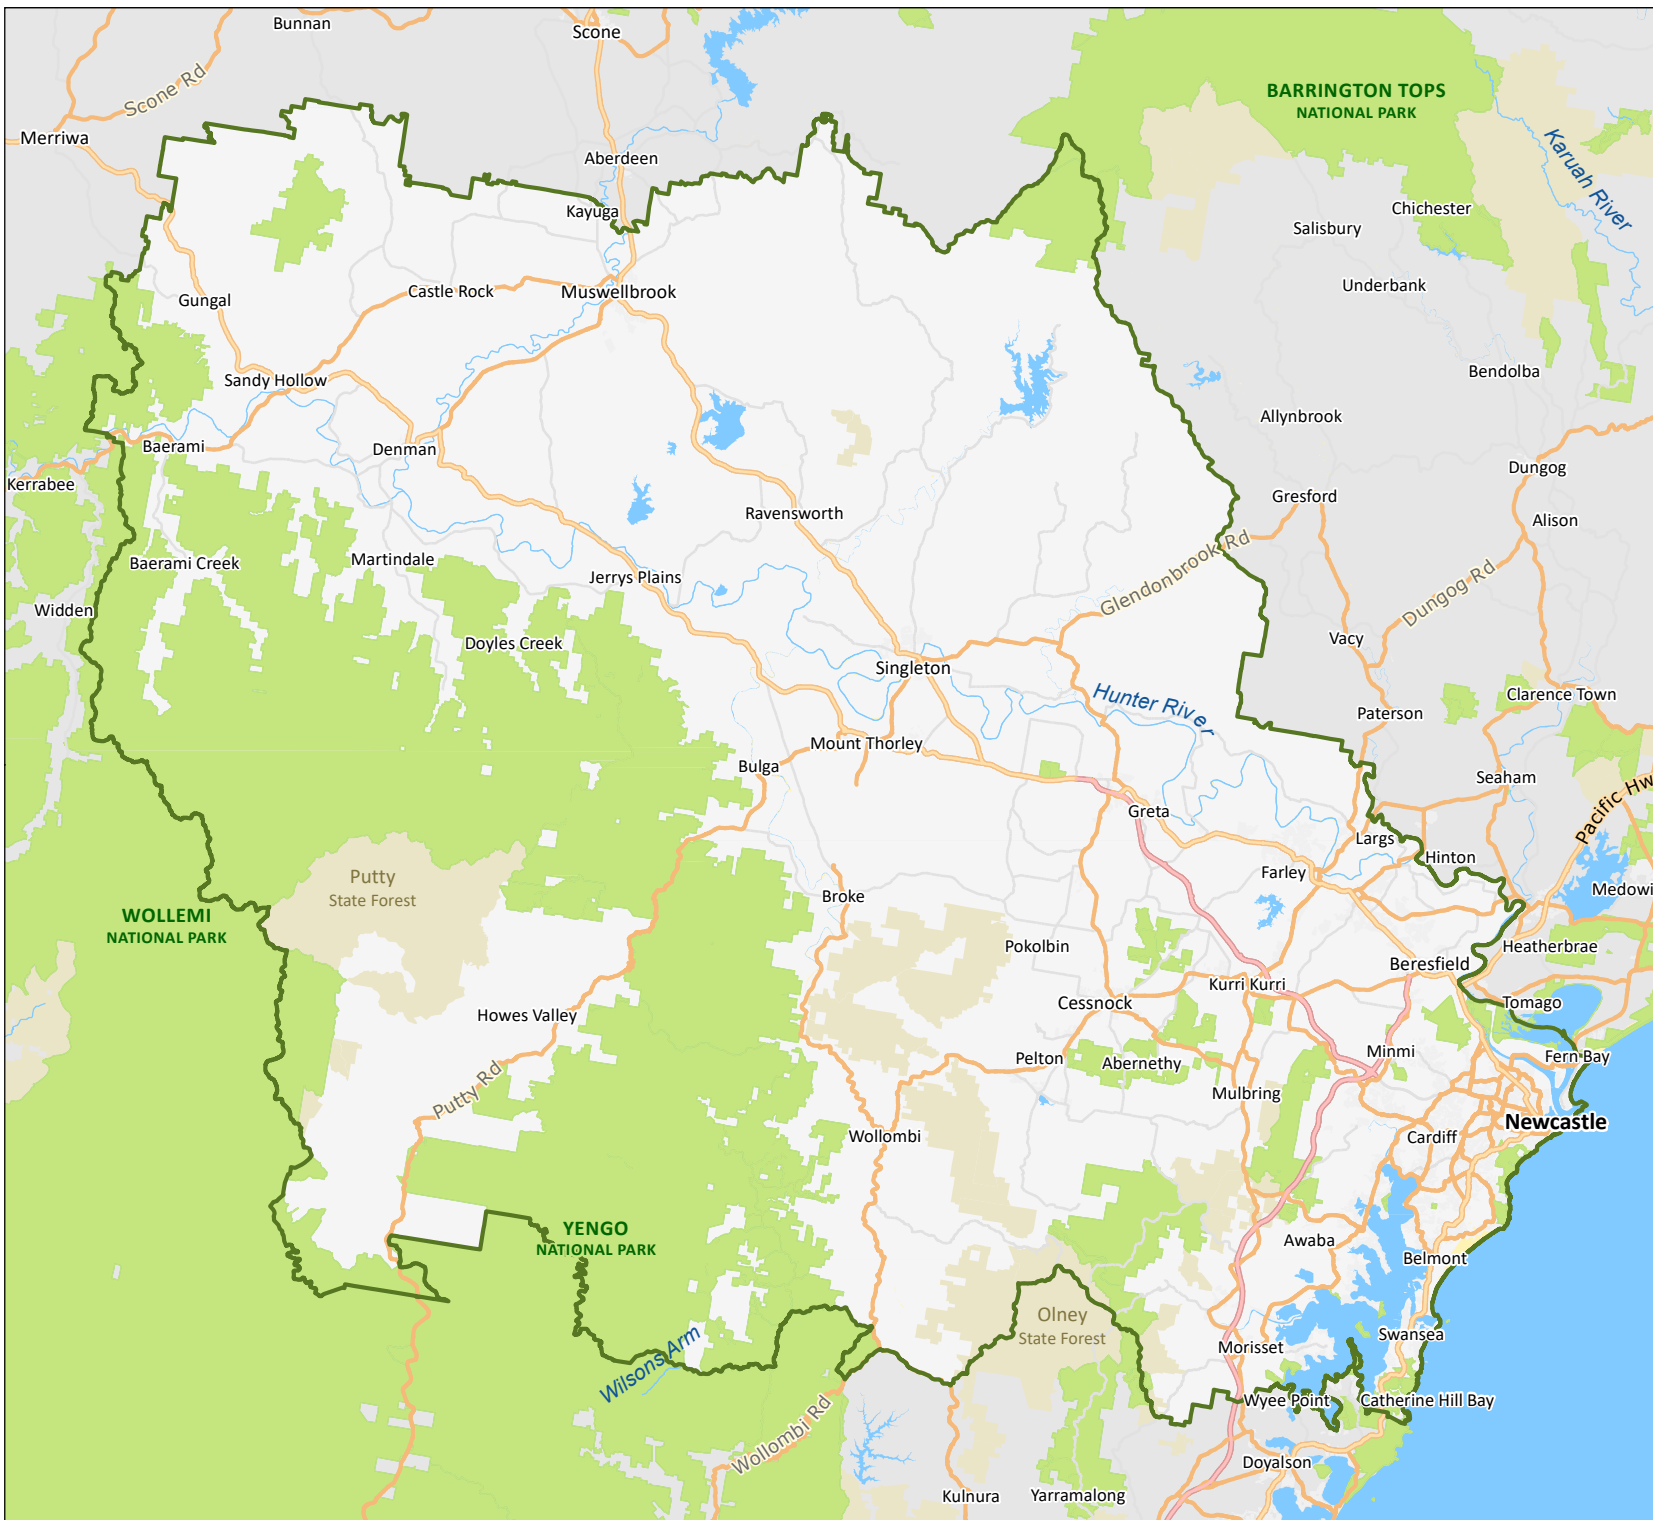 Bunnan
Scone
Scone Rd
BARRINGTON TOPS
NATIONAL PARK
Merriwa
Aberdeen
Karuah River
Kayuga
Chichester
Salisbury
Underbank
Gungal
Castle Rock
Muswellbrook
Sandy Hollow
Bendolba
Allynbrook
Baerami
Denman
Dungog
Kerrabee
Gresford
Ravensworth
Alison
Baerami Creek
Martindale
Jerrys Plains
Glendonbrook Rd
Dungog Rd
Widden
Doyles Creek
Vacy
Singleton
Hunter River
Clarence Town
Paterson
Mount Thorley
Bulga
Seaham
Pacific Hw
Greta
Largs
Hinton
Putty
State Forest
Farley
Medowi
Broke
WOLLEMI
NATIONAL PARK
Pokolbin
Heatherbrae
Beresfield
Kurri Kurri
Cessnock
Tomago
Howes Valley
Minmi
Pelton
Abernethy
Fern Bay
Putty Rd
Mulbring
Newcastle
Wollombi
Cardiff
YENGO
NATIONAL PARK
Awaba
Belmont
Olney
State Forest
Swansea
Morisset
Wilsons Arm
Wyee Point
Catherine Hill Bay
Wollombi Rd
Doyalson
Kulnura
Yarramalong